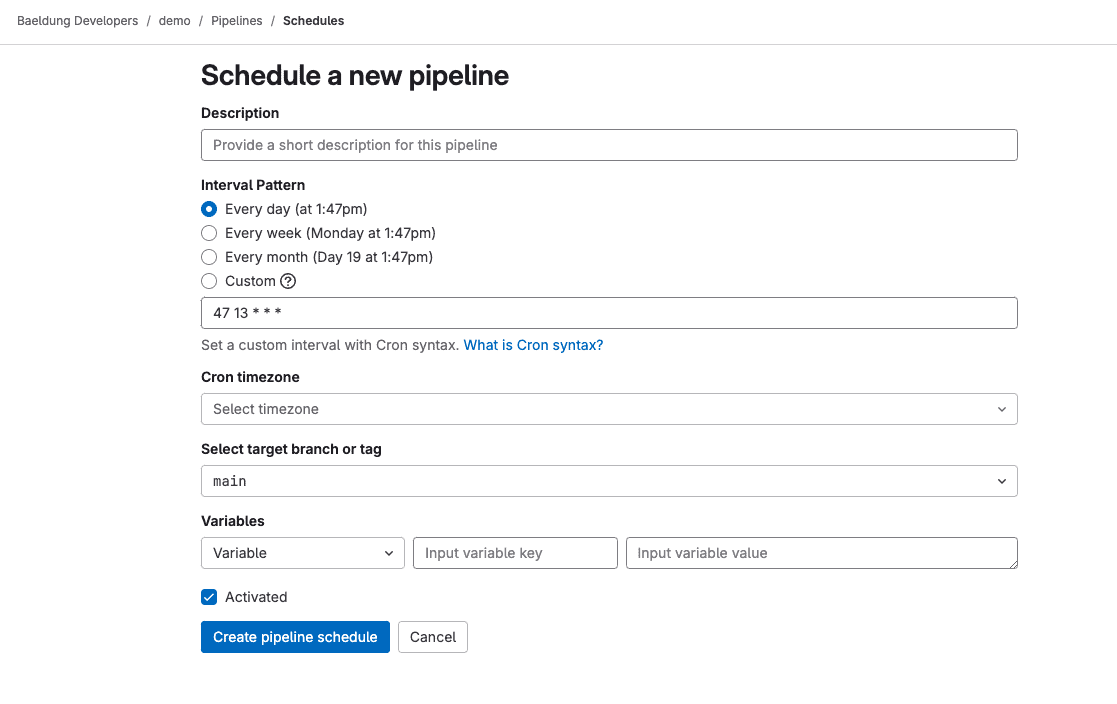 Baeldung Developers / demo / Pipelines / Schedules
Schedule a new pipeline
Description
Provide a short description for this pipeline
Interval Pattern
Every day (at 1:47pm)
Every week (Monday at 1:47pm)
Every month (Day 19 at 1:47pm)
Custom ?
47 13 * * *
Set a custom interval with Cron syntax. What is Cron syntax?
Cron timezone
Select timezone
Select target branch or tag
main
Variables
Variable Input variable key Input variable value
Activated
Create pipeline schedule Cancel